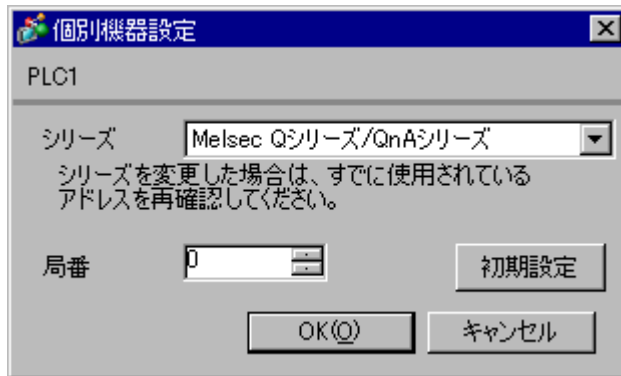 個別機器設定
PLC1
シリーズ Melsec Qシリーズ/QnAシリーズ
シリーズを変更した場合は、すでに使用されている
アドレスを再確認してください。
局番 0 初期設定
OK(O) キャンセル